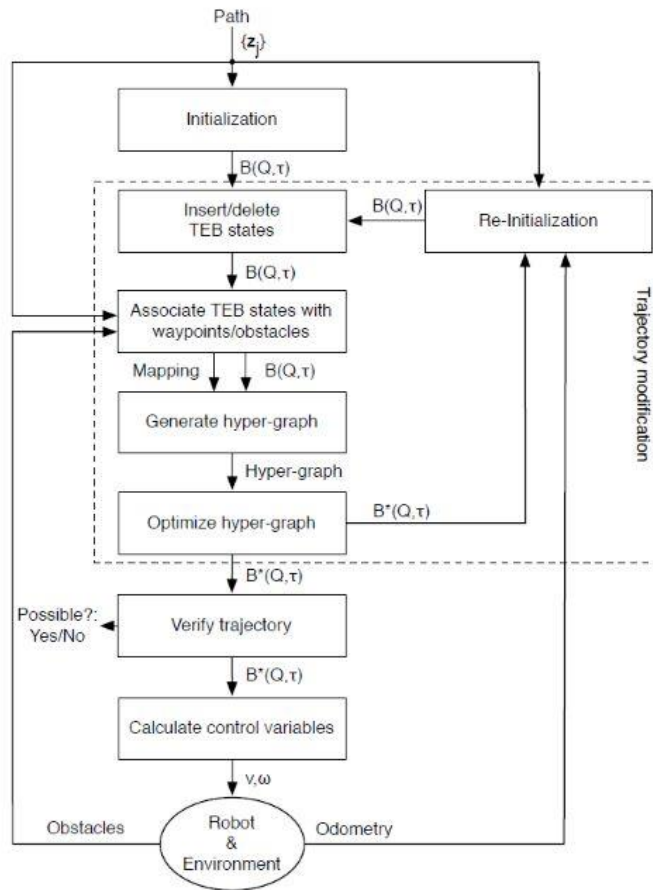 Path
{zj}
Initialization
B(Q,τ)
Insert/delete
TEB states
B(Q,τ)
Re-Initialization
B(Q,τ)
Associate TEB states with
waypoints/obstacles
Trajectory modification
Mapping
B(Q,τ)
Generate hyper-graph
Hyper-graph
Optimize hyper-graph
B*(Q,τ)
B*(Q,τ)
Possible?:
Yes/No
Verify trajectory
B*(Q,τ)
Calculate control variables
v,ω
Obstacles
Robot
&
Environment
Odometry